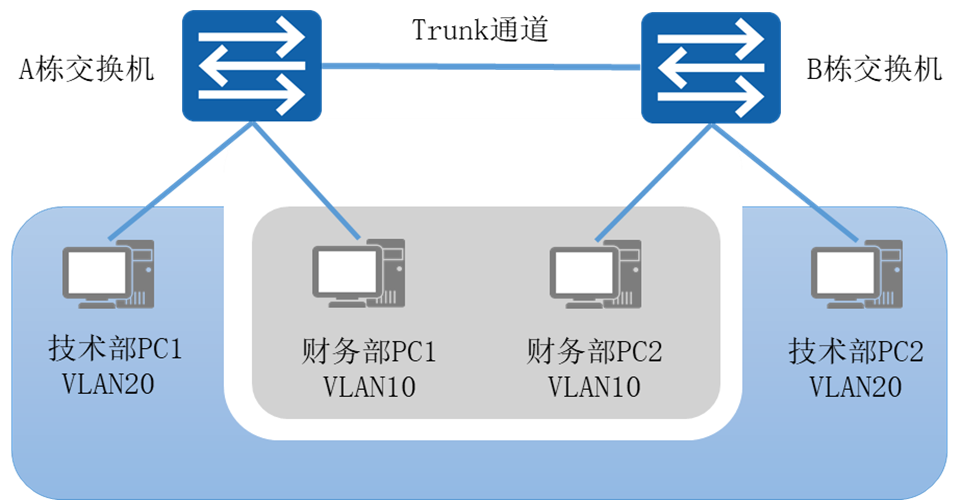 Trunk通道
A栋交换机
B栋交换机
技术部PC1
VLAN20
财务部PC1
VLAN10
财务部PC2
VLAN10
技术部PC2
VLAN20